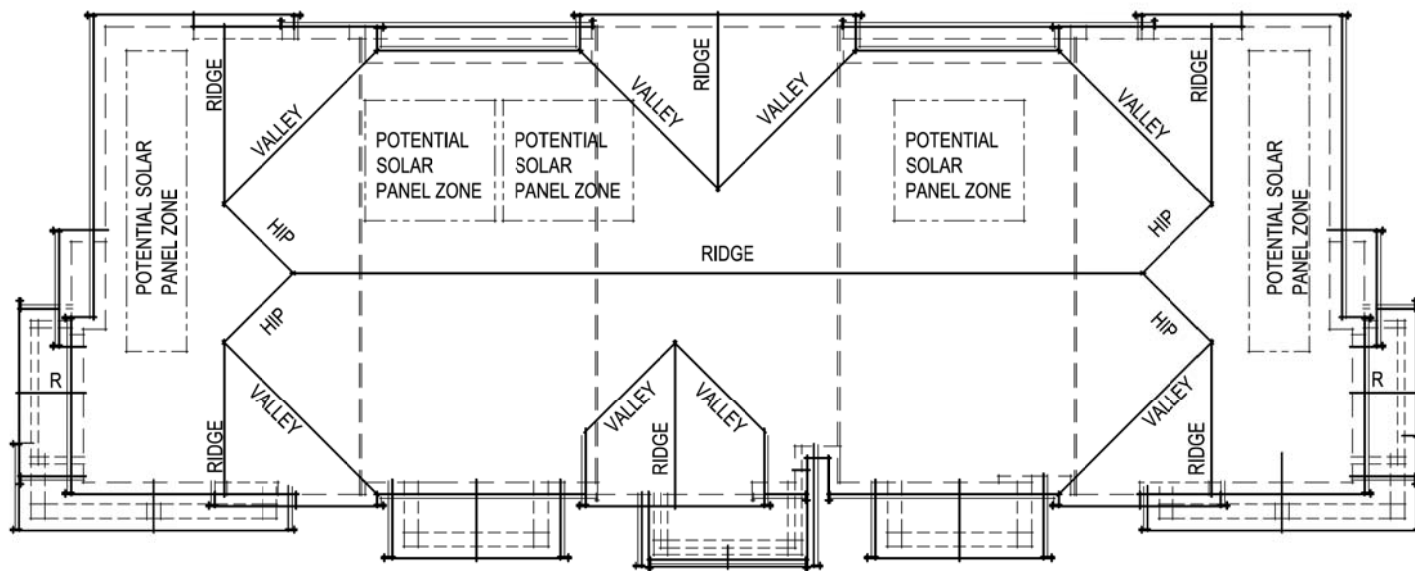 RIDGE
VALLEY
VALLEY
RIDGE
VALLEY
VALLEY
RIDGE
POTENTIAL SOLAR
PANEL ZONE
POTENTIAL
SOLAR
PANEL ZONE
POTENTIAL
SOLAR
PANEL ZONE
POTENTIAL
SOLAR
PANEL ZONE
POTENTIAL SOLAR
PANEL ZONE
HIP
RIDGE
HIP
HIP
HIP
R
R
RIDGE
VALLEY
VALLEY
RIDGE
VALLEY
VALLEY
RIDGE